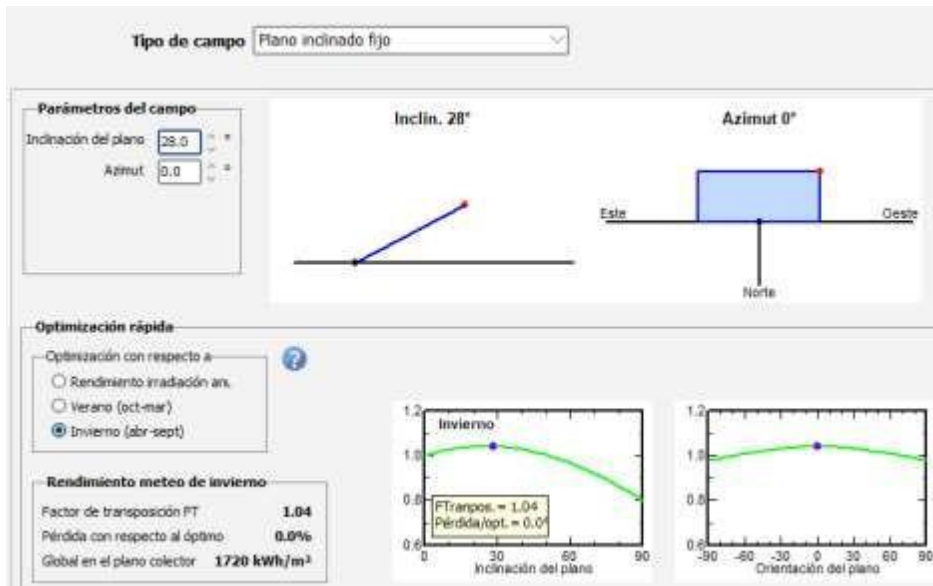 Tipo de campo Plano inclinado fijo
Parámetros del campo
Inclinación del plano 28.0 °
Azimut 0.0 °
Inclin. 28°
Azimut 0°
Este
Oeste
Norte
Optimización rápida
Optimización con respecto a
Rendimiento irradiación anu.
Verano (oct-mar)
Invierno (abr-sept)
Rendimiento meteo de invierno
Factor de transposición FT 1.04
Pérdida con respecto al óptimo 0.0%
Global en el plano colector 1720 kWh/m²
Invierno
1.2
1.0
0.8
0.6
FTranpos. = 1.04
Pérdida/opt. = 0.0%
0 30 60 90
Inclinación del plano
1.2
1.0
0.8
0.6
-90 -60 -30 0 30 60 90
Orientación del plano